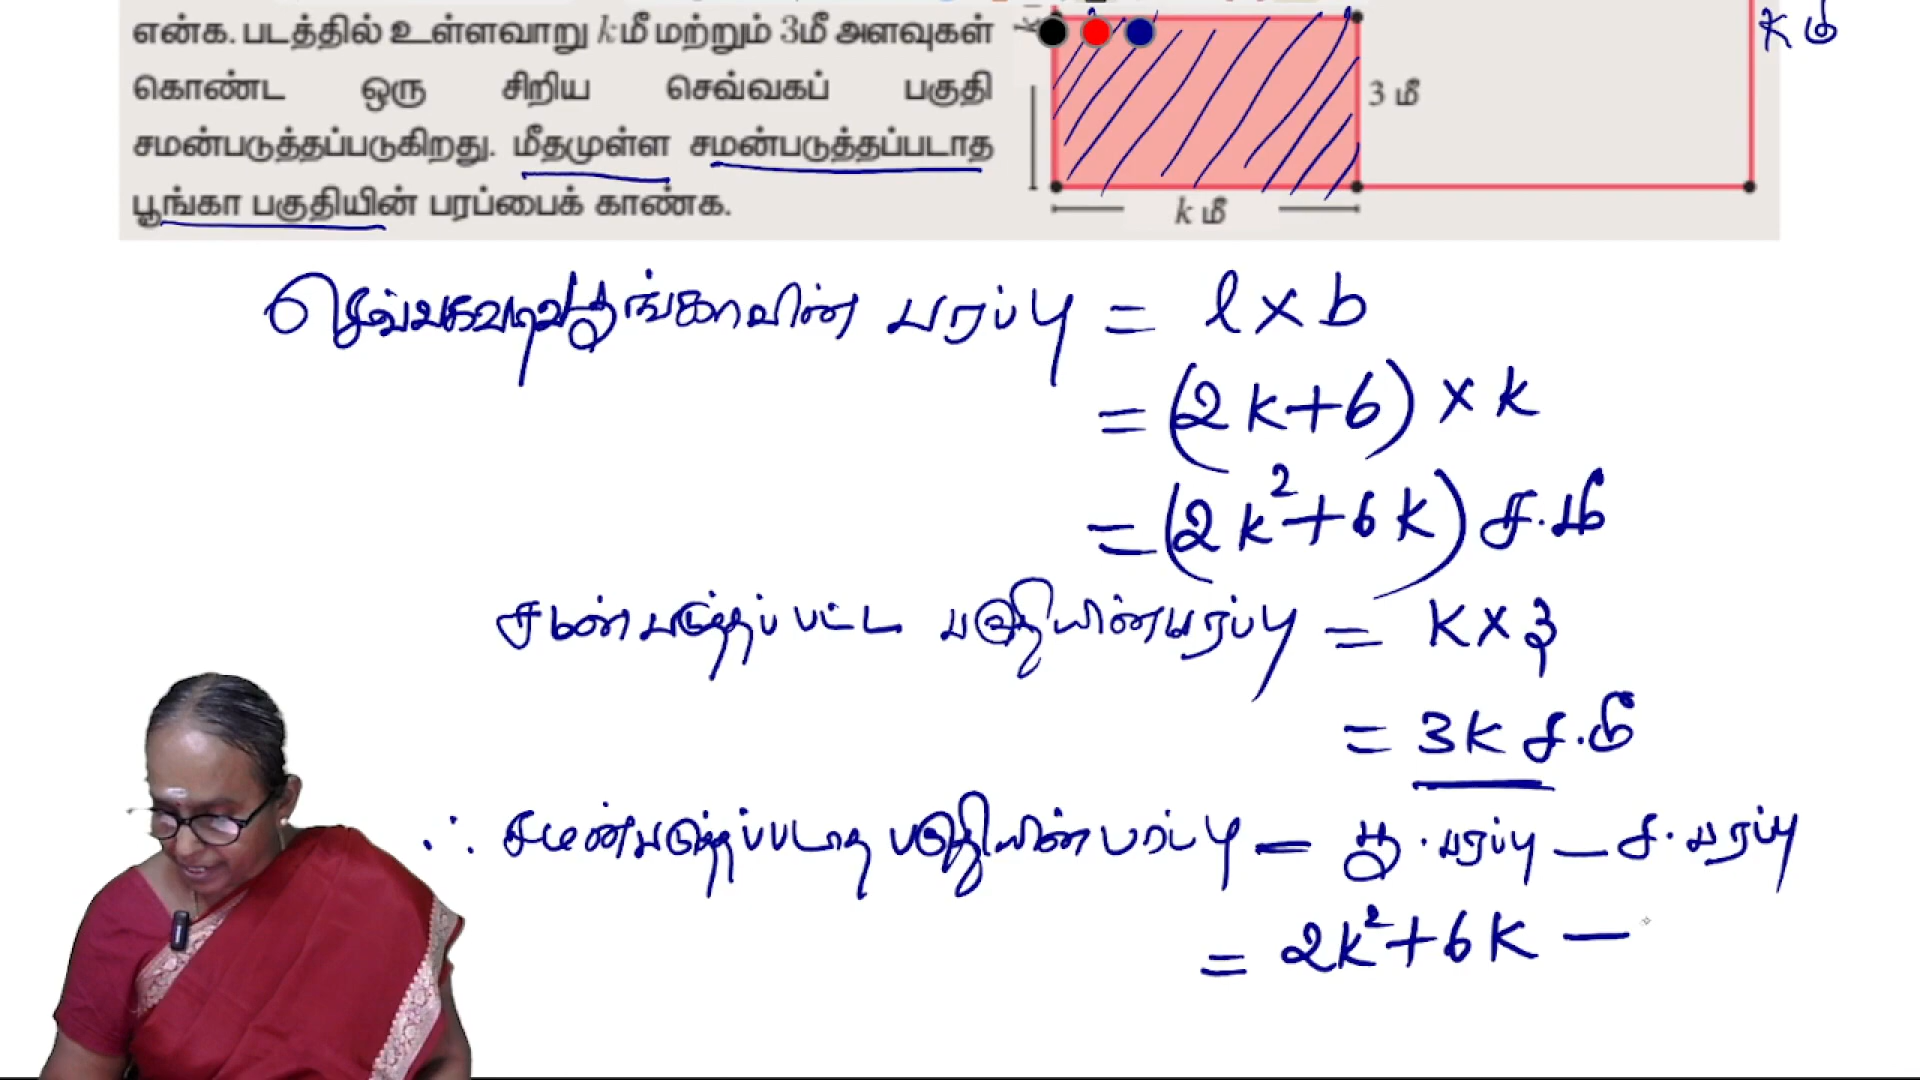 என்க. படத்தில் உள்ளவாறு k மீ மற்றும் 3மீ அளவுகள்
கொண்ட ஒரு சிறிய செவ்வகப் பகுதி
சமன்படுத்தப்படுகிறது. மீதமுள்ள சமன்படுத்தப்படாத
பூங்கா பகுதியின் பரப்பைக் காண்க.
k மீ
3 மீ
k மீ
பூங்காவின் பரப்பு = l × b
= (2k+6) × k
= (2k²+6k) ச.மீ
சமன்படுத்தப்பட்ட பகுதியின் பரப்பு = k × 3
= 3k ச.மீ
∴ சமன்படுத்தப்படாத பகுதியின் பரப்பு = பூ. பரப்பு – ச. பரப்பு
= 2k²+6k –